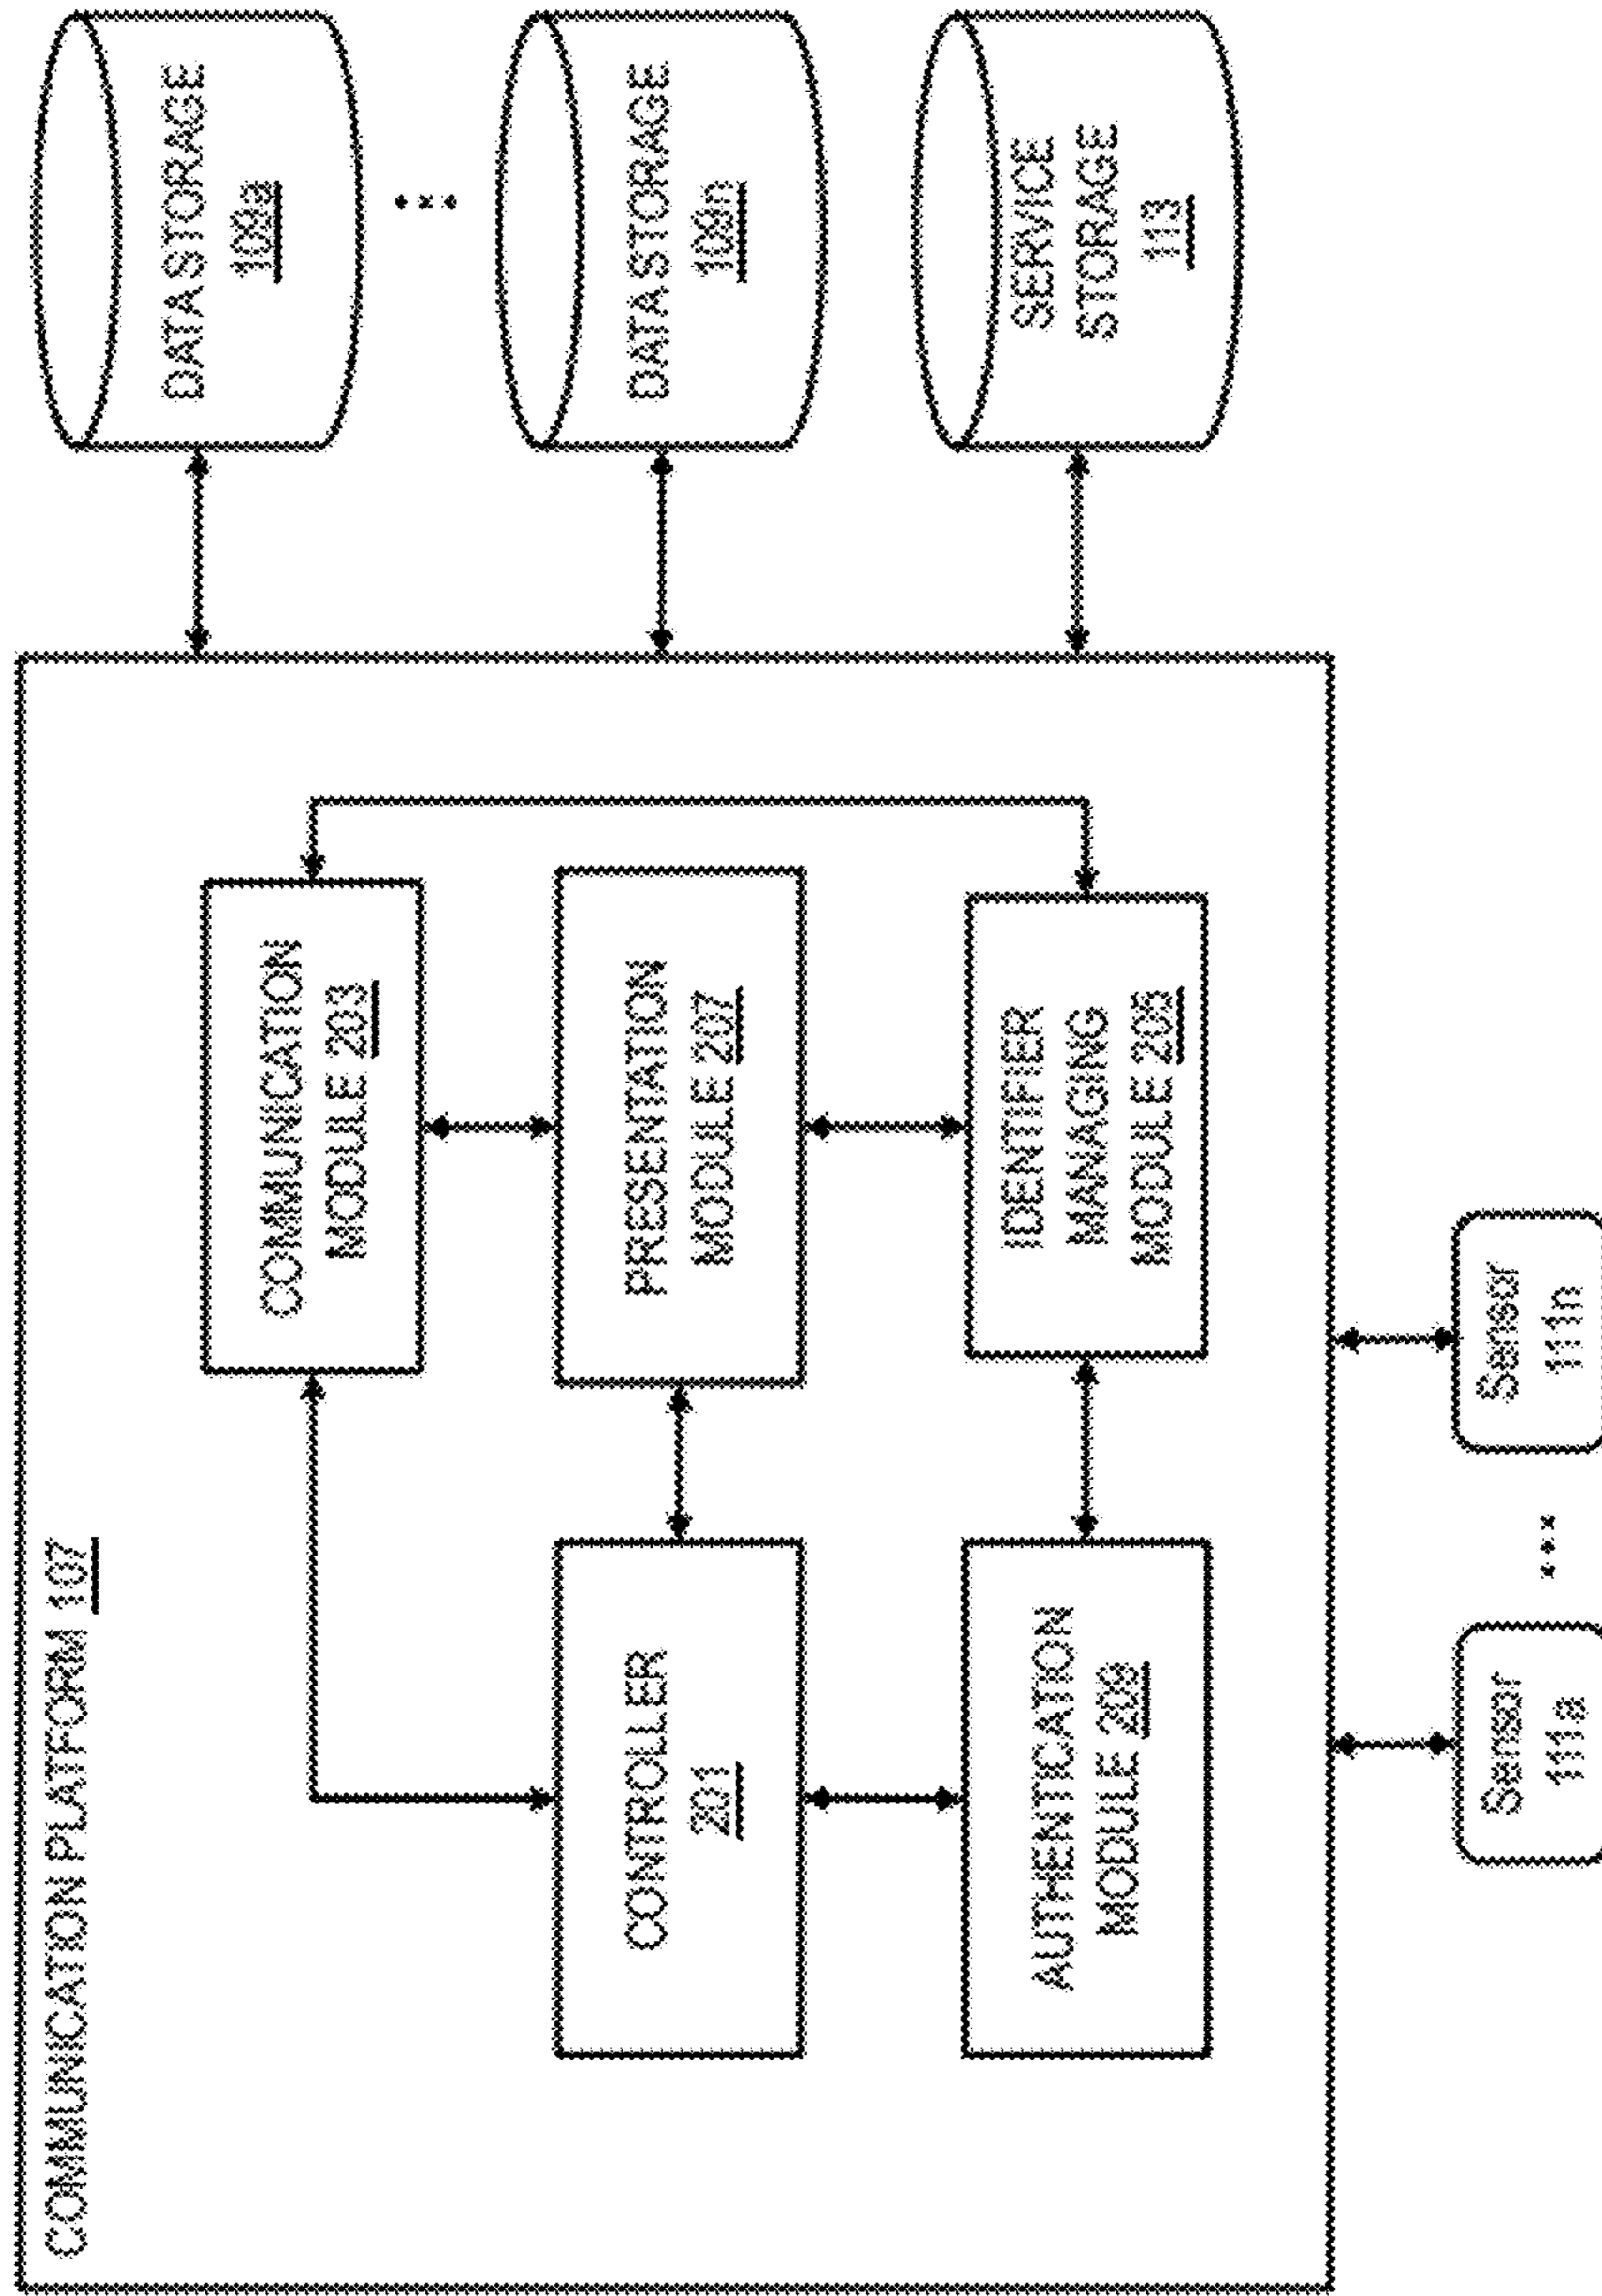 COMMUNICATION PLATFORM 107
COMMUNICATION
MODULE 203
CONTROLLER
201
PRESENTATION
MODULE 207
AUTHENTICATION
MODULE 209
IDENTIFIER
MANAGING
MODULE 205
DATA STORAGE
109a
DATA STORAGE
109n
SERVICE
STORAGE
113
Sensor
111a
Sensor
111n